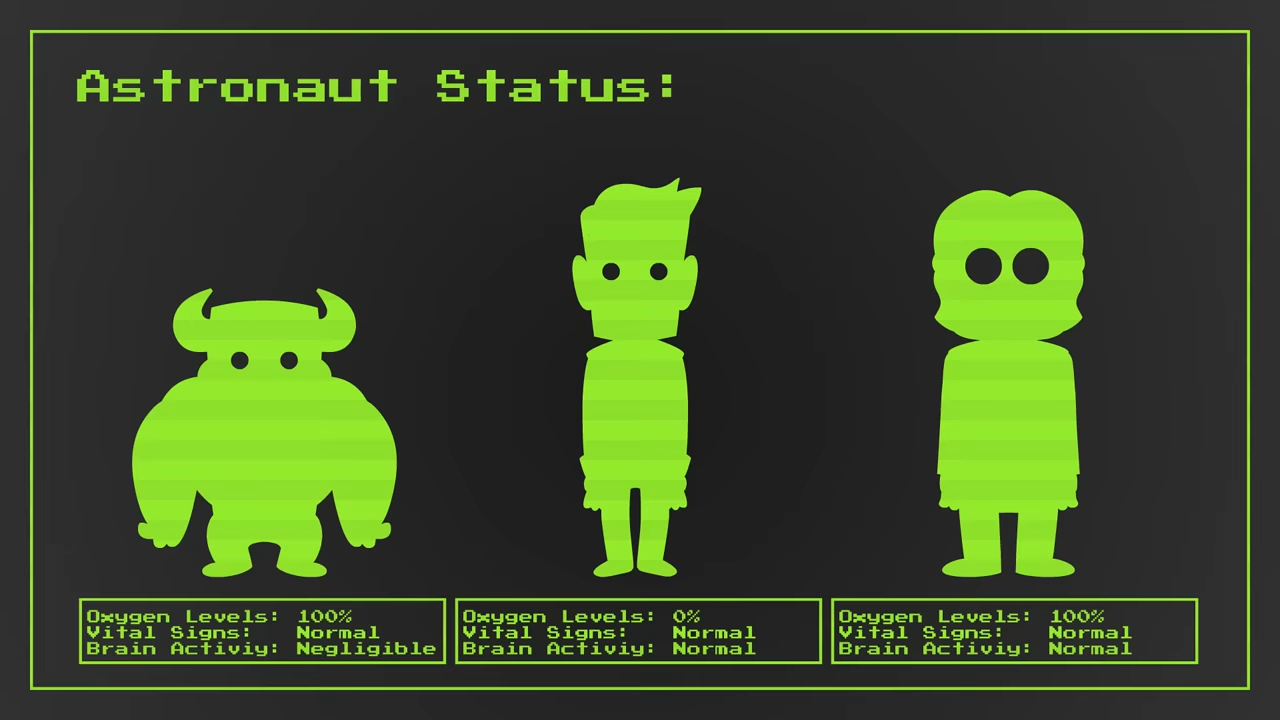 Astronaut Status:
Oxygen Levels: 100%
Vital Signs: Normal
Brain Activiy: Negligible
Oxygen Levels: 0%
Vital Signs: Normal
Brain Activiy: Normal
Oxygen Levels: 100%
Vital Signs: Normal
Brain Activiy: Normal